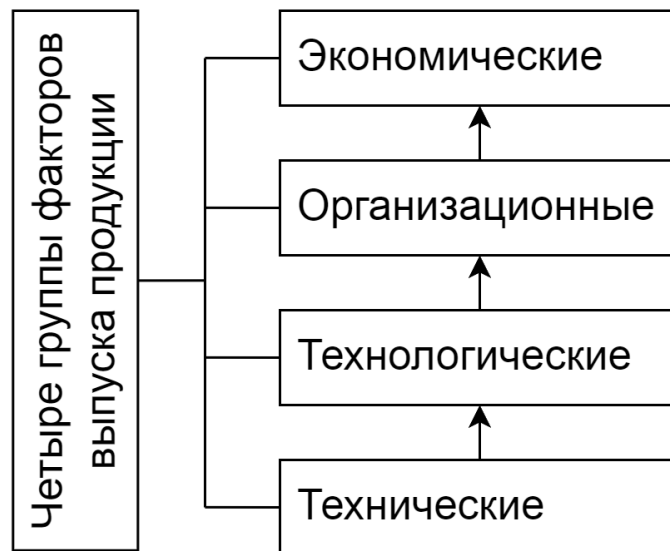 Четыре группы факторов
выпуска продукции
Экономические
Организационные
Технологические
Технические